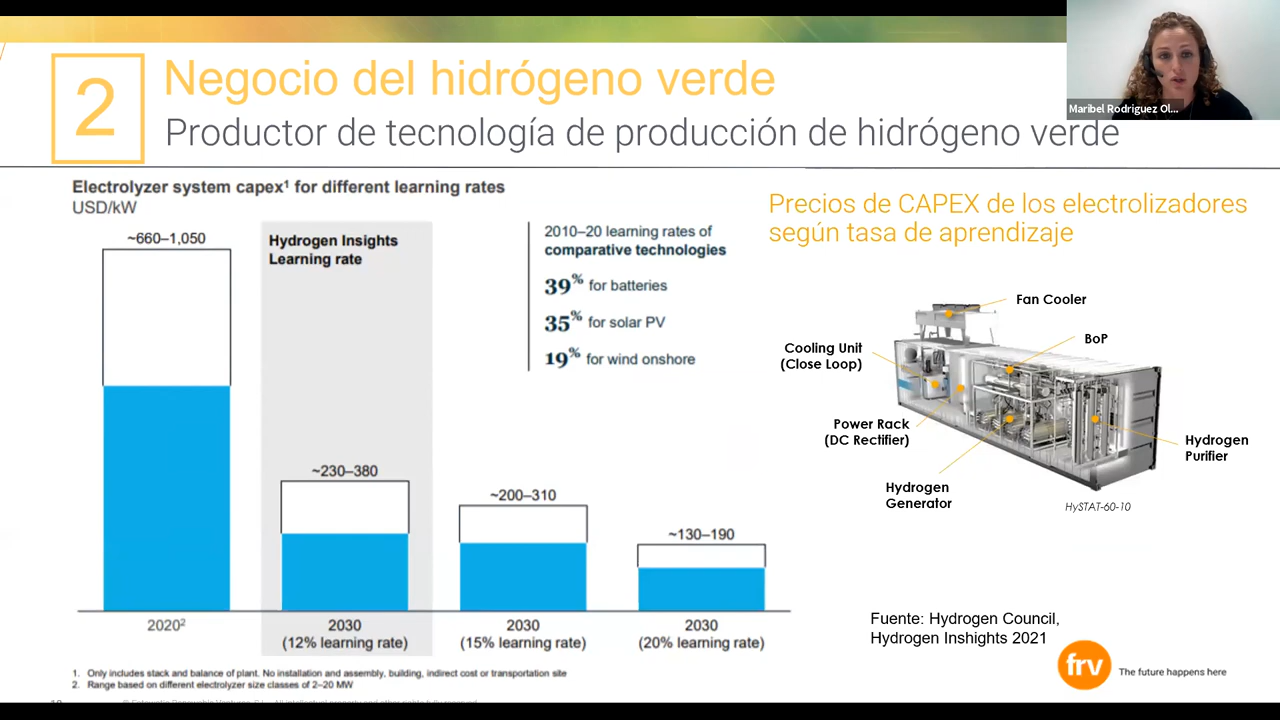 Maribel Rodriguez Ol...
2
Negocio del hidrógeno verde
Productor de tecnología de producción de hidrógeno verde
Electrolyzer system capex¹ for different learning rates
USD/kW
~660–1,050
Hydrogen Insights
Learning rate
~230–380
~200–310
~130–190
2010–20 learning rates of
comparative technologies
39% for batteries
35% for solar PV
19% for wind onshore
2020²
2030
(12% learning rate)
2030
(15% learning rate)
2030
(20% learning rate)
1. Only includes stack and balance of plant. No installation and assembly, building, indirect cost or transportation site
2. Range based on different electrolyzer size classes of 2–20 MW
Precios de CAPEX de los electrolizadores
según tasa de aprendizaje
Fan Cooler
BoP
Cooling Unit
(Close Loop)
Power Rack
(DC Rectifier)
Hydrogen
Generator
Hydrogen
Purifier
HySTAT-60-10
Fuente: Hydrogen Council,
Hydrogen Inshights 2021
frv
The future happens here